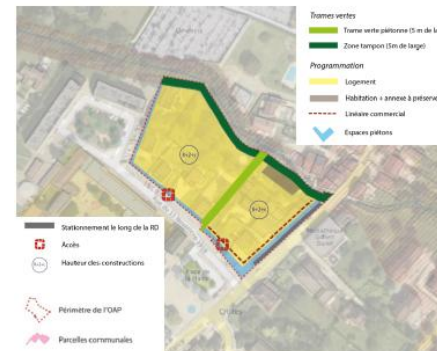 Trames vertes
Trame verte piétonne (5 m de la
Zone tampon (5m de large)
Programmation
Logement
Habitation + annexe à préserve
Linéaire commercial
Espaces piétons
Stationnement le long de la RD
Accès
Hauteur des constructions
Périmètre de l'OAP
Parcelles communales